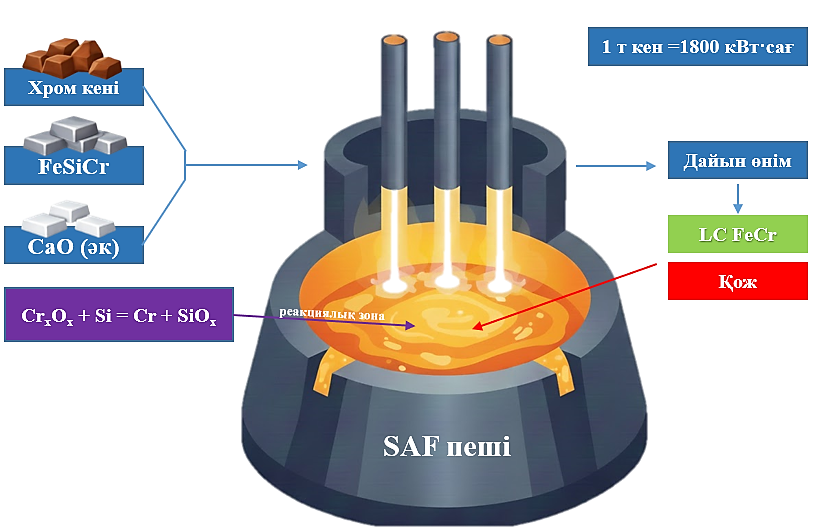 1 т кен =1800 кВт·сағ
Хром кені
FeSiCr
CaO (әк)
CrxOx + Si = Cr + SiOx
реакциялық зона
Дайын өнім
LC FeCr
Қож
SAF пеші